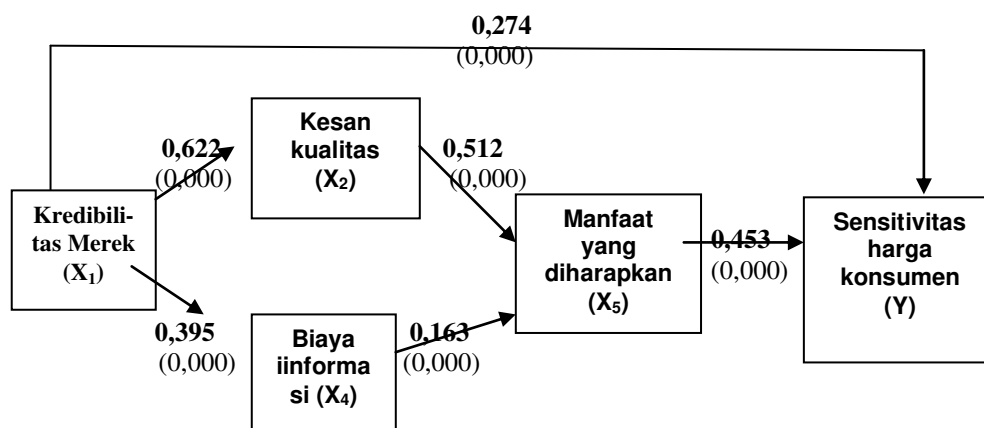 0,274
(0,000)
Kesan
kualitas
(X₂)
0,622
(0,000)
0,512
(0,000)
Kredibili-
tas Merek
(X₁)
Manfaat
yang
diharapkan
(X₅)
0,453
(0,000)
Sensitivitas
harga
konsumen
(Y)
0,395
(0,000)
Biaya
iinforma
si (X₄)
0,163
(0,000)